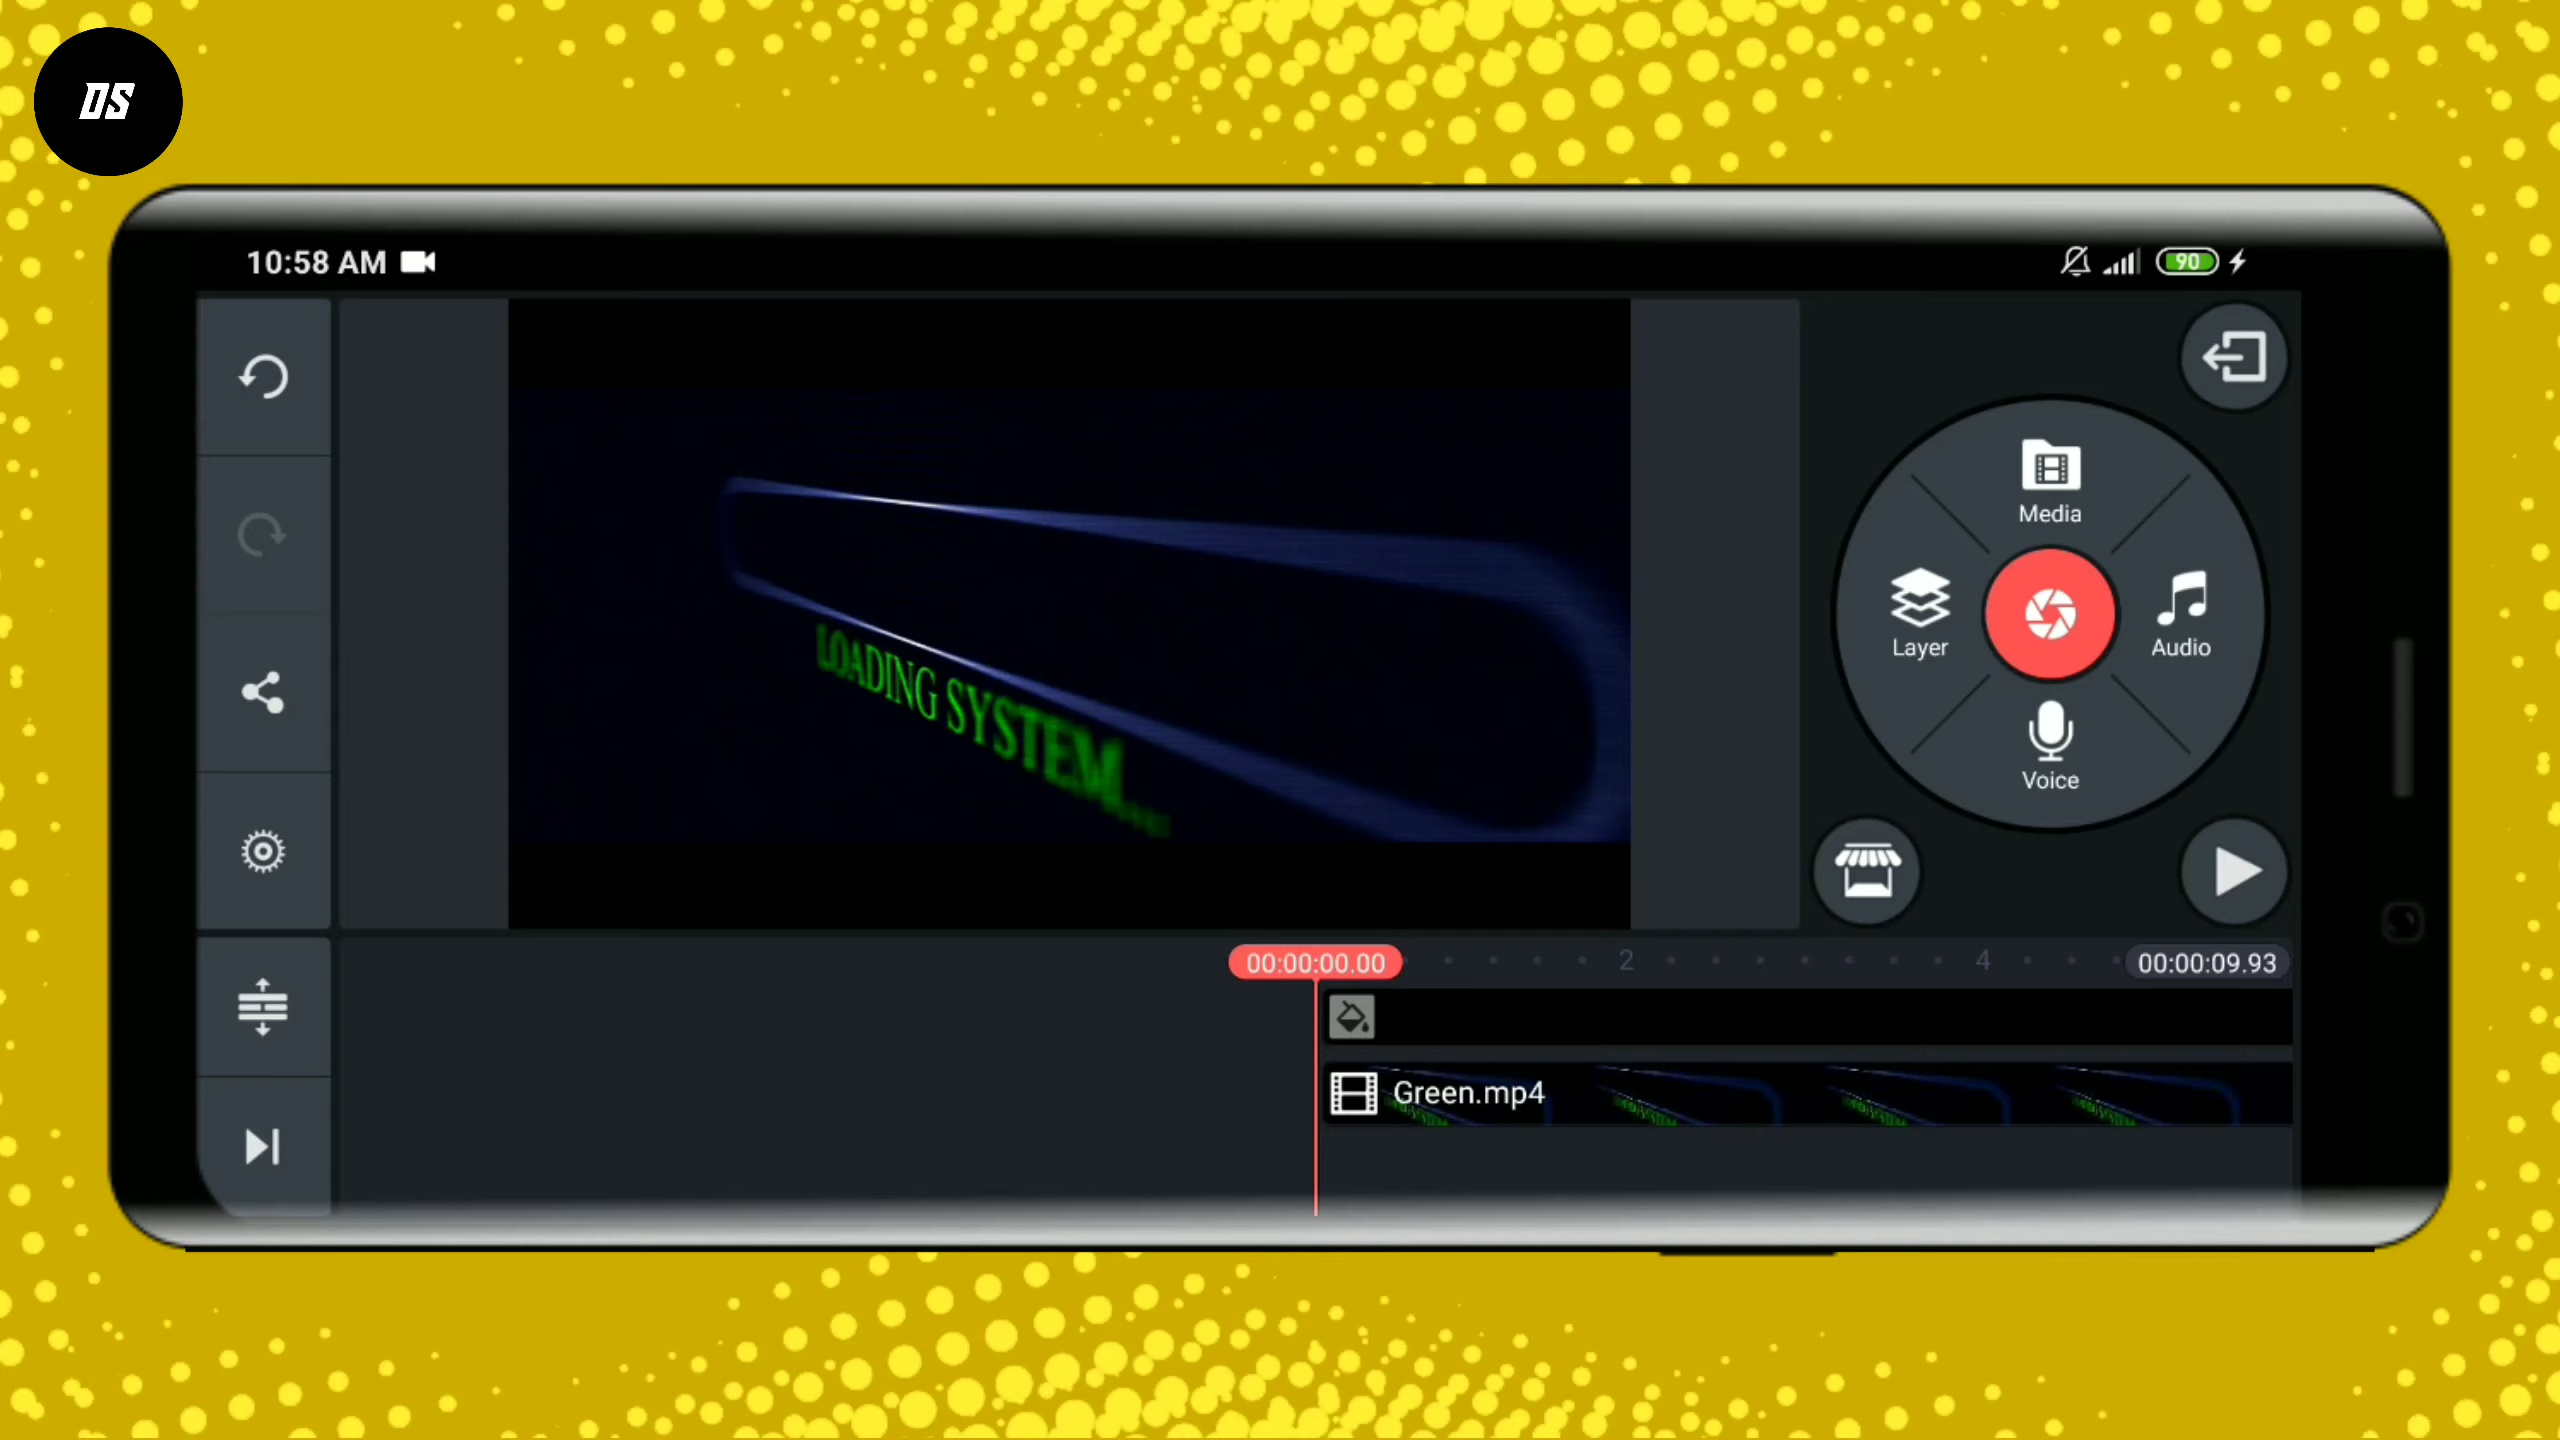 DS
10:58 AM
90
Media
Layer
Audio
Voice
LOADING SYSTEM...
00:00:00.00
2
4
00:00:09.93
Green.mp4